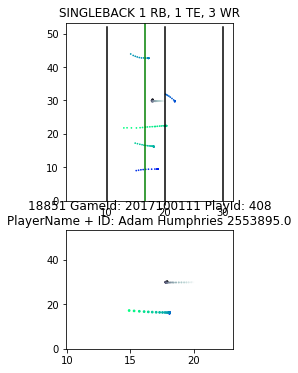 SINGLEBACK 1 RB, 1 TE, 3 WR
50
40
30
20
10
0
10 20 30
18851 GameId: 2017100111 PlayId: 408
PlayerName + ID: Adam Humphries 2553895.0
40
20
0
10 15 20